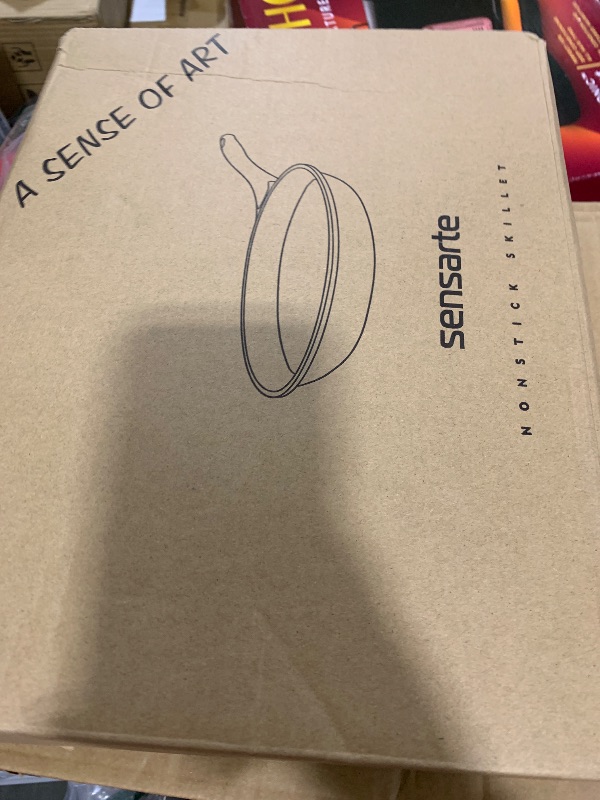 A SENSE OF ART
sensarte
NONSTICK SKILLET